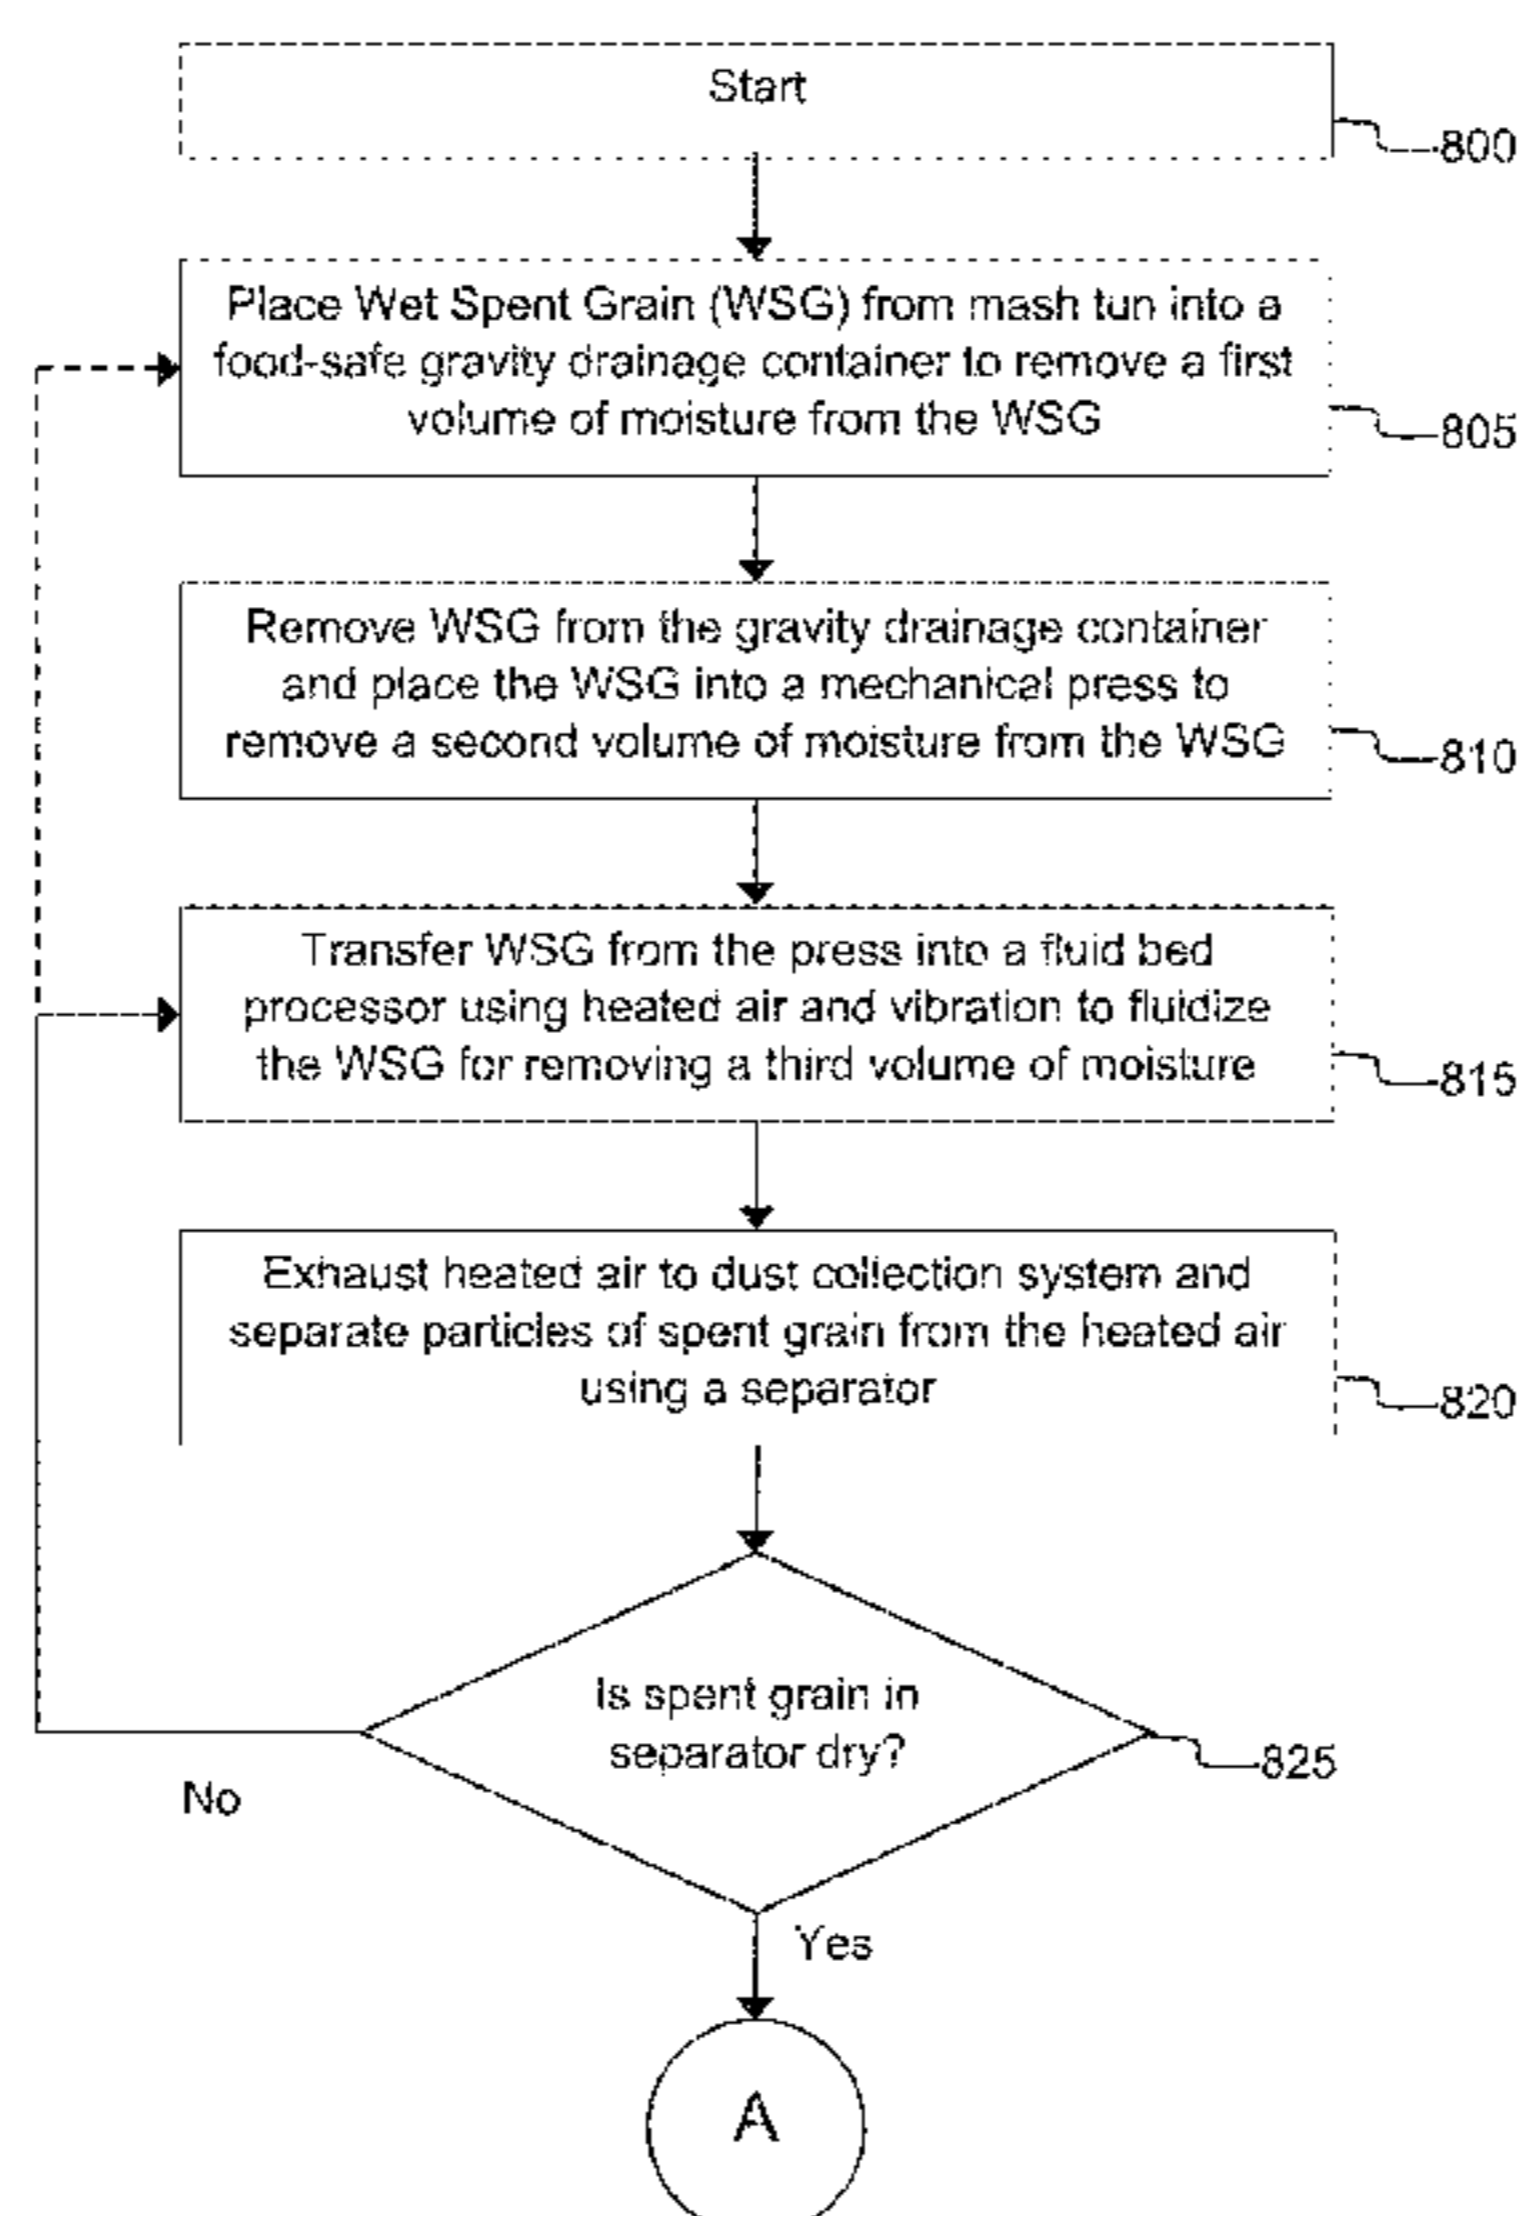 Start
800
Place Wet Spent Grain (WSG) from mash tun into a
food-safe gravity drainage container to remove a first
volume of moisture from the WSG
805
Remove WSG from the gravity drainage container
and place the WSG into a mechanical press to
remove a second volume of moisture from the WSG
810
Transfer WSG from the press into a fluid bed
processor using heated air and vibration to fluidize
the WSG for removing a third volume of moisture
815
Exhaust heated air to dust collection system and
separate particles of spent grain from the heated air
using a separator
820
Is spent grain in
separator dry?
825
No
Yes
A